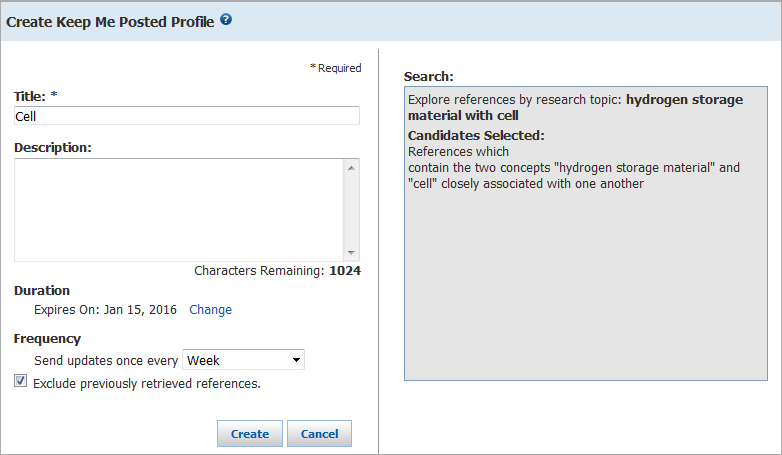 Create Keep Me Posted Profile ?
* Required
Title: *
Cell
Description:
Characters Remaining: 1024
Duration
Expires On: Jan 15, 2016 Change
Frequency
Send updates once every Week
Exclude previously retrieved references.
Create Cancel
Search:
Explore references by research topic: hydrogen storage
material with cell
Candidates Selected:
References which
contain the two concepts "hydrogen storage material" and
"cell" closely associated with one another